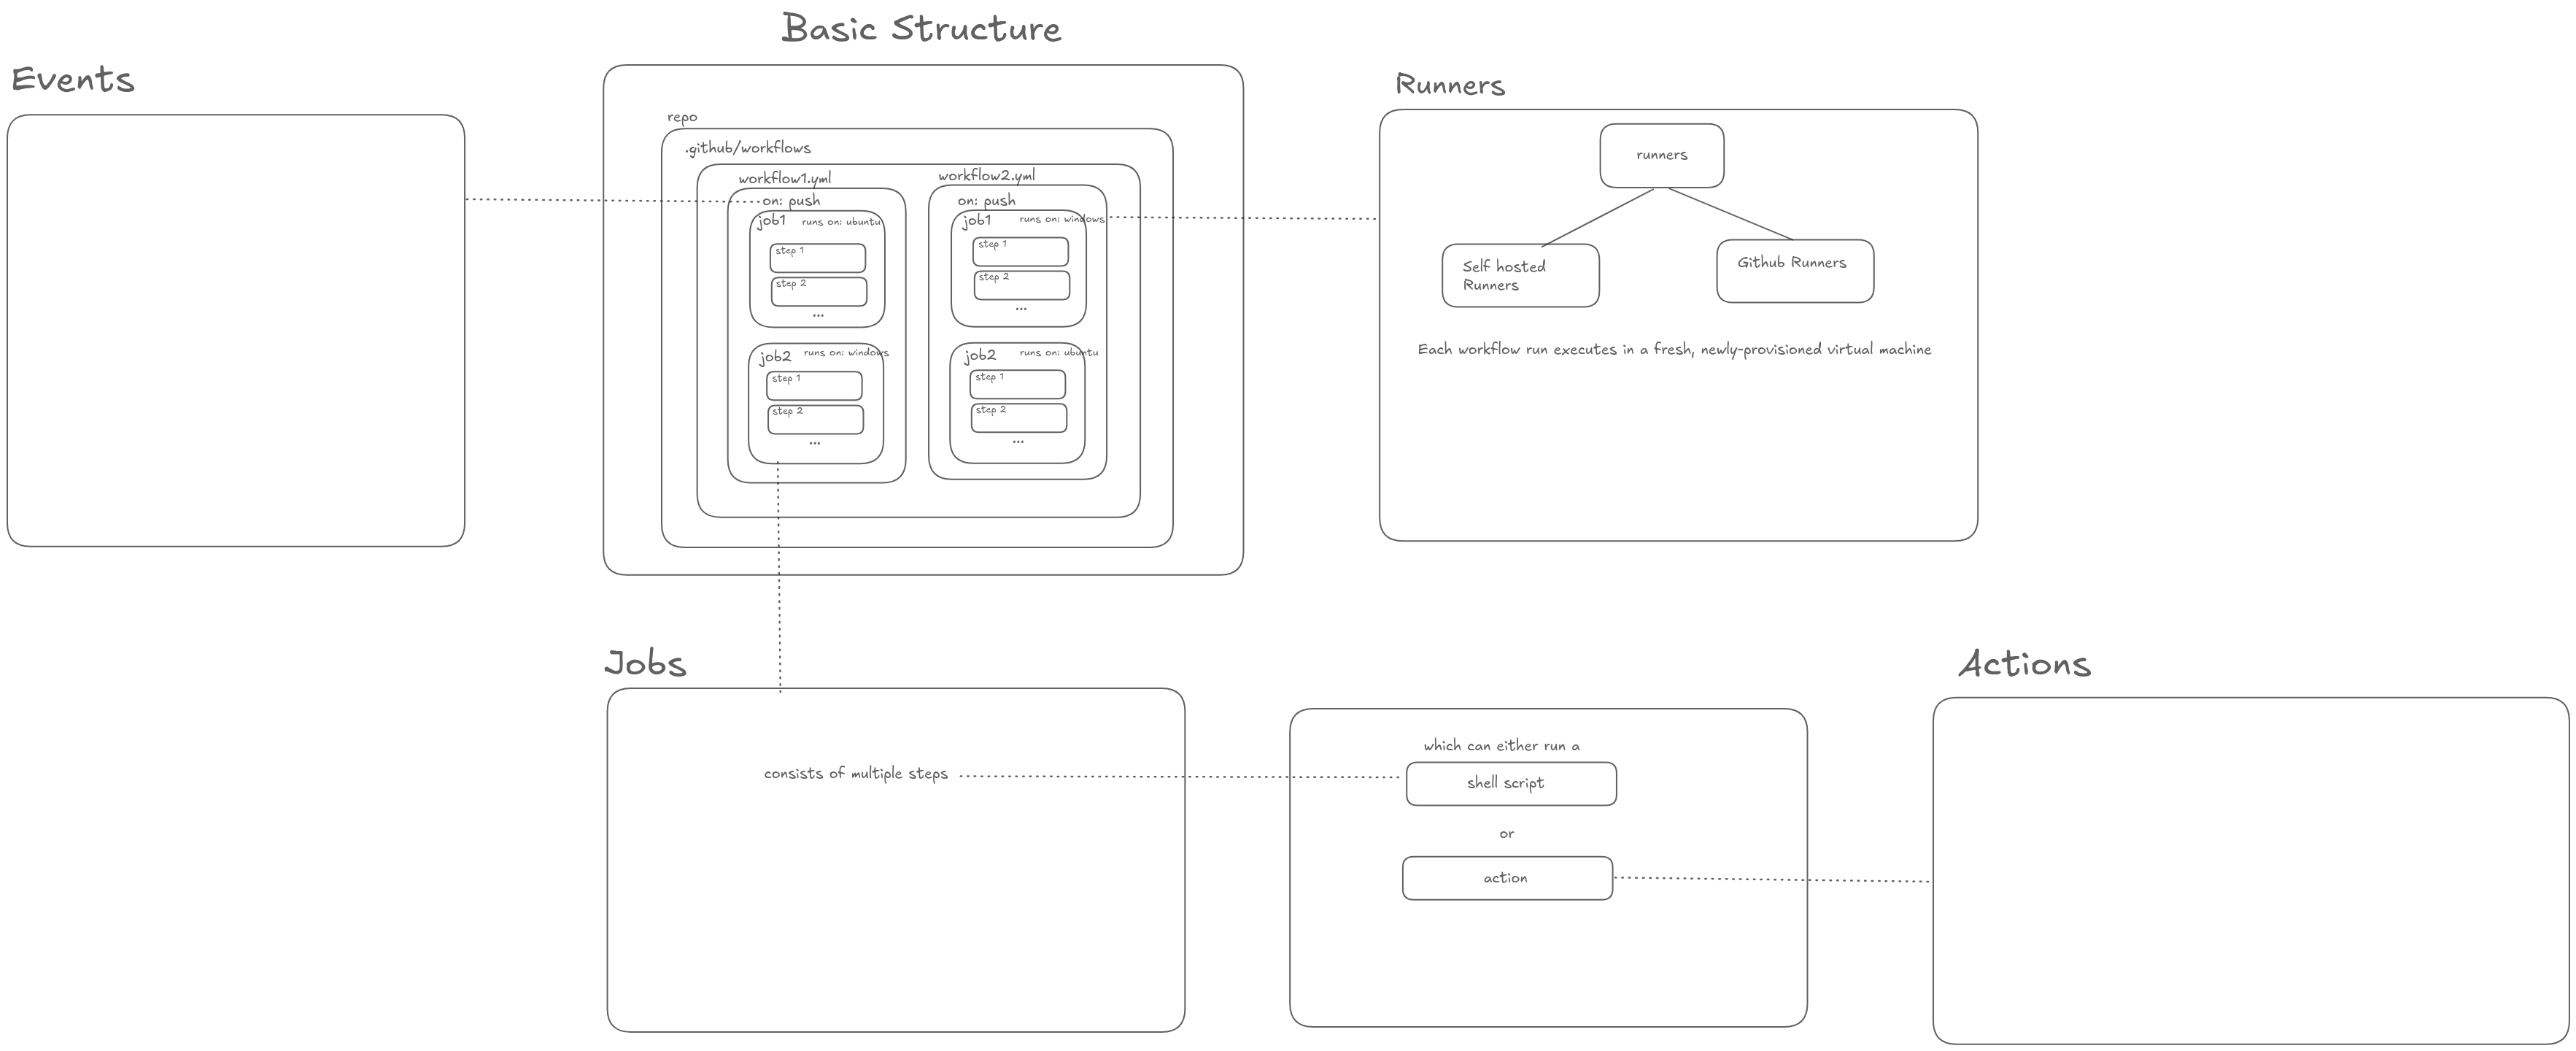 Basic Structure
Events
Runners
repo
.github/workflows
workflow1.yml
on: push
job1
runs on: ubuntu
step 1
step 2
...
job2
runs on: windows
step 1
step 2
...
workflow2.yml
on: push
job1
runs on: windows
step 1
step 2
...
job2
runs on: ubuntu
step 1
step 2
...
runners
Self hosted
Runners
Github Runners
Each workflow run executes in a fresh, newly-provisioned virtual machine
Jobs
consists of multiple steps
which can either run a
shell script
or
action
Actions